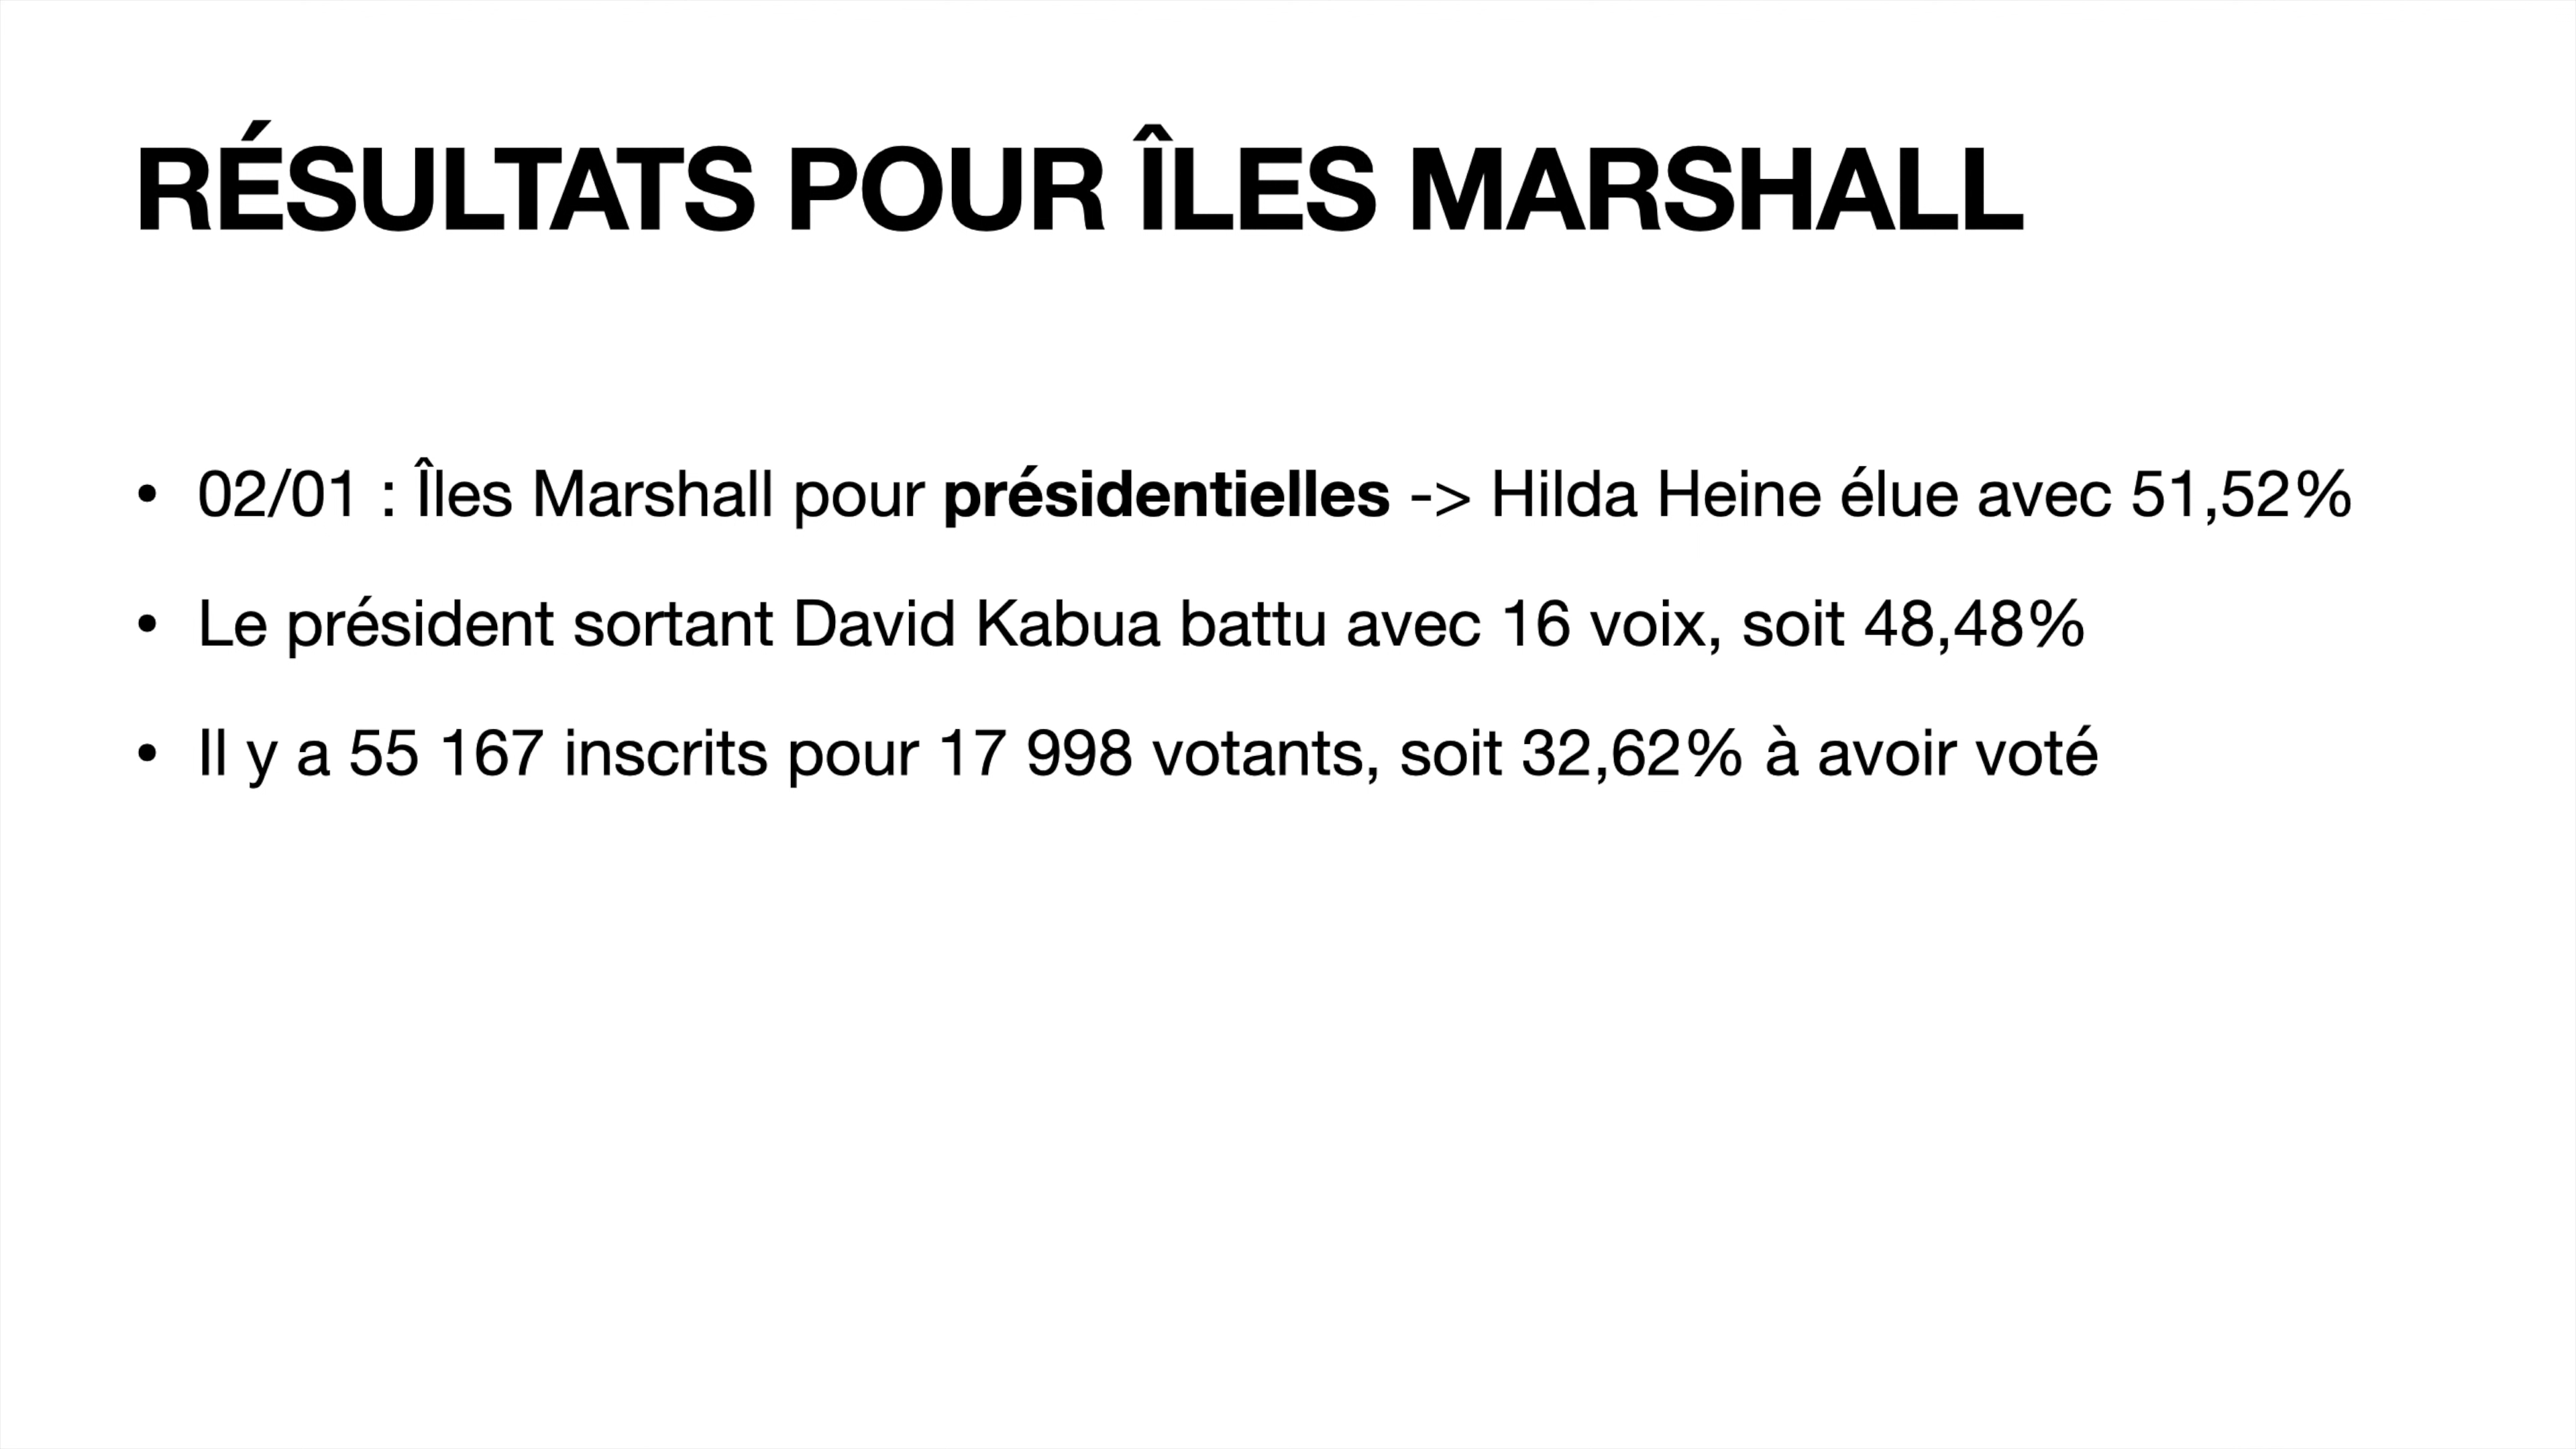 RÉSULTATS POUR ÎLES MARSHALL
• 02/01 : Îles Marshall pour présidentielles -> Hilda Heine élue avec 51,52%
• Le président sortant David Kabua battu avec 16 voix, soit 48,48%
• Il y a 55 167 inscrits pour 17 998 votants, soit 32,62% à avoir voté